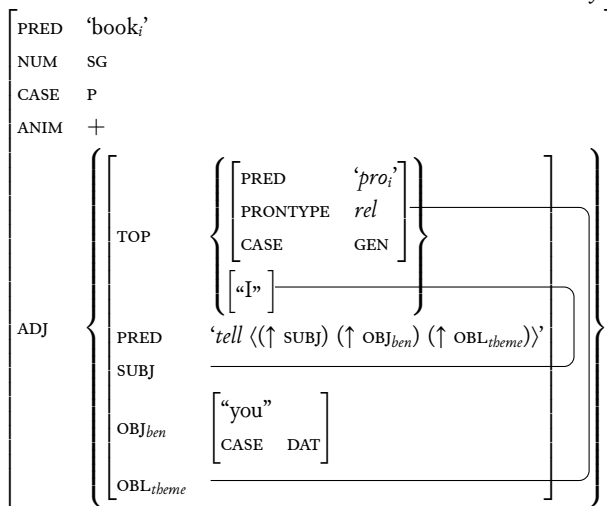 PRED ‘book_i’
NUM SG
CASE P
ANIM +
PRED ‘pro_i’
PRONTYPE rel
TOP
CASE GEN
“I”
ADJ
PRED ‘tell ⟨(↑ SUBJ) (↑ OBJ_ben) (↑ OBL_theme)⟩’
SUBJ
“you”
OBJ_ben
CASE DAT
OBL_theme